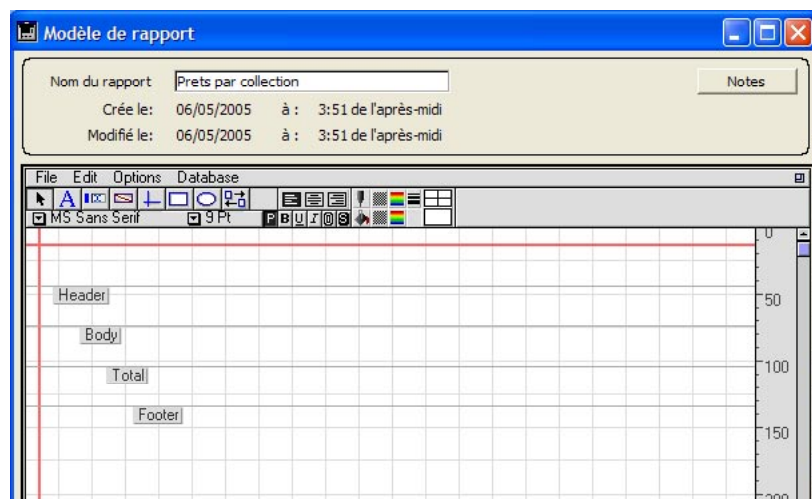 Modèle de rapport
Nom du rapport Prets par collection Notes
Crée le: 06/05/2005 à : 3:51 de l'après-midi
Modifié le: 06/05/2005 à : 3:51 de l'après-midi
File Edit Options Database
A
MS Sans Serif 9 Pt P B U I O S
0
Header
50
Body
100
Total
Footer
150
200